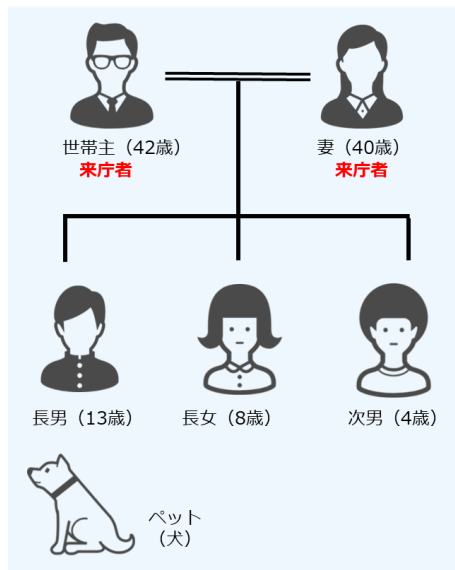 世帯主（42歳）
来庁者
妻（40歳）
来庁者
長男（13歳）
長女（8歳）
次男（4歳）
ペット
（犬）